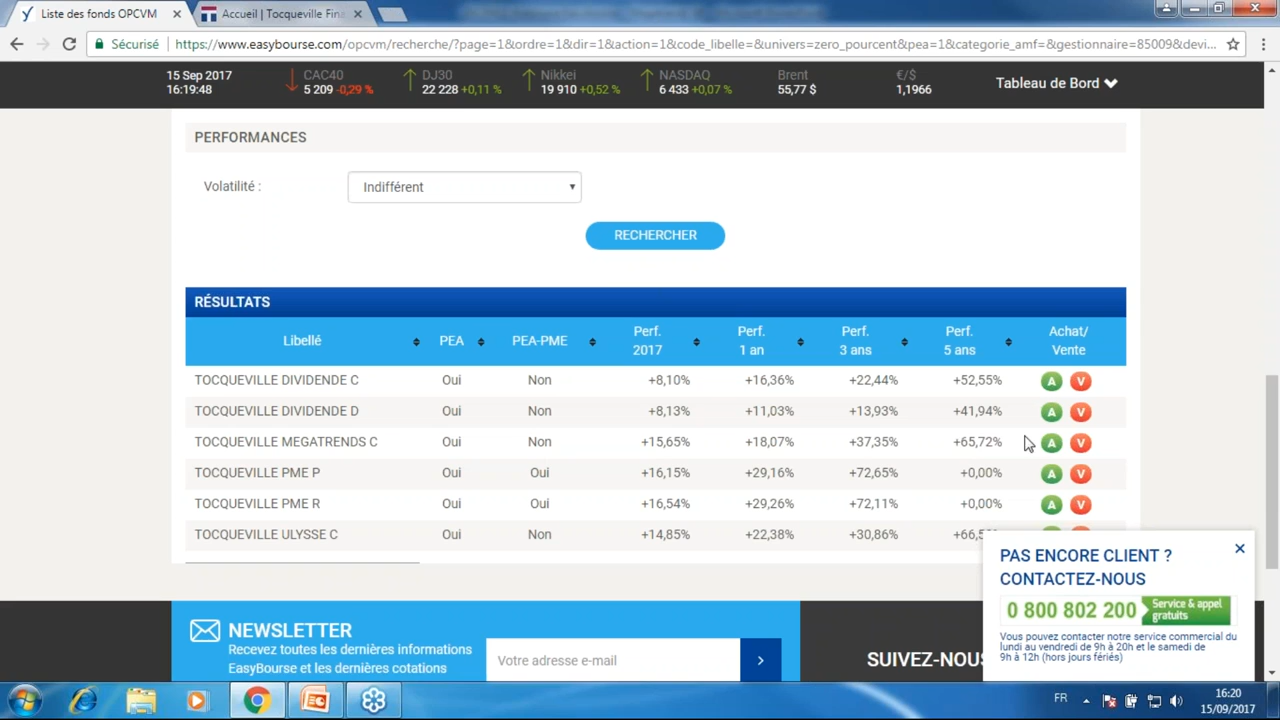 Liste des fonds OPCVM
Accueil | Tocqueville Fina
Sécurisé
https://www.easybourse.com/opcvm/recherche/?page=1&ordre=1&dir=1&action=1&code_libelle=&univers=zero_pourcent&pea=1&categorie_amf=&gestionnaire=85009&devi...
15 Sep 2017
16:19:48
CAC40
5 209 -0,29 %
DJ30
22 228 +0,11 %
Nikkei
19 910 +0,52 %
NASDAQ
6 433 +0,07 %
Brent
55,77 $
€/$
1,1966
Tableau de Bord
PERFORMANCES
Volatilité :
Indifférent
RECHERCHER
RÉSULTATS
Libellé PEA PEA-PME Perf. 2017 Perf. 1 an Perf. 3 ans Perf. 5 ans Achat/ Vente
TOCQUEVILLE DIVIDENDE C Oui Non +8,10% +16,36% +22,44% +52,55% A V
TOCQUEVILLE DIVIDENDE D Oui Non +8,13% +11,03% +13,93% +41,94% A V
TOCQUEVILLE MEGATRENDS C Oui Non +15,65% +18,07% +37,35% +65,72% A V
TOCQUEVILLE PME P Oui Oui +16,15% +29,16% +72,65% +0,00% A V
TOCQUEVILLE PME R Oui Oui +16,54% +29,26% +72,11% +0,00% A V
TOCQUEVILLE ULYSSE C Oui Non +14,85% +22,38% +30,86%
PAS ENCORE CLIENT ?
CONTACTEZ-NOUS
0 800 802 200 Service & appel
gratuits
Vous pouvez contacter notre service commercial du
lundi au vendredi de 9h à 20h et le samedi de
9h à 12h (hors jours fériés)
NEWSLETTER
Recevez toutes les dernières informations
EasyBourse et les dernières cotations
Votre adresse e-mail
SUIVEZ-NOUS
FR
16:20
15/09/2017